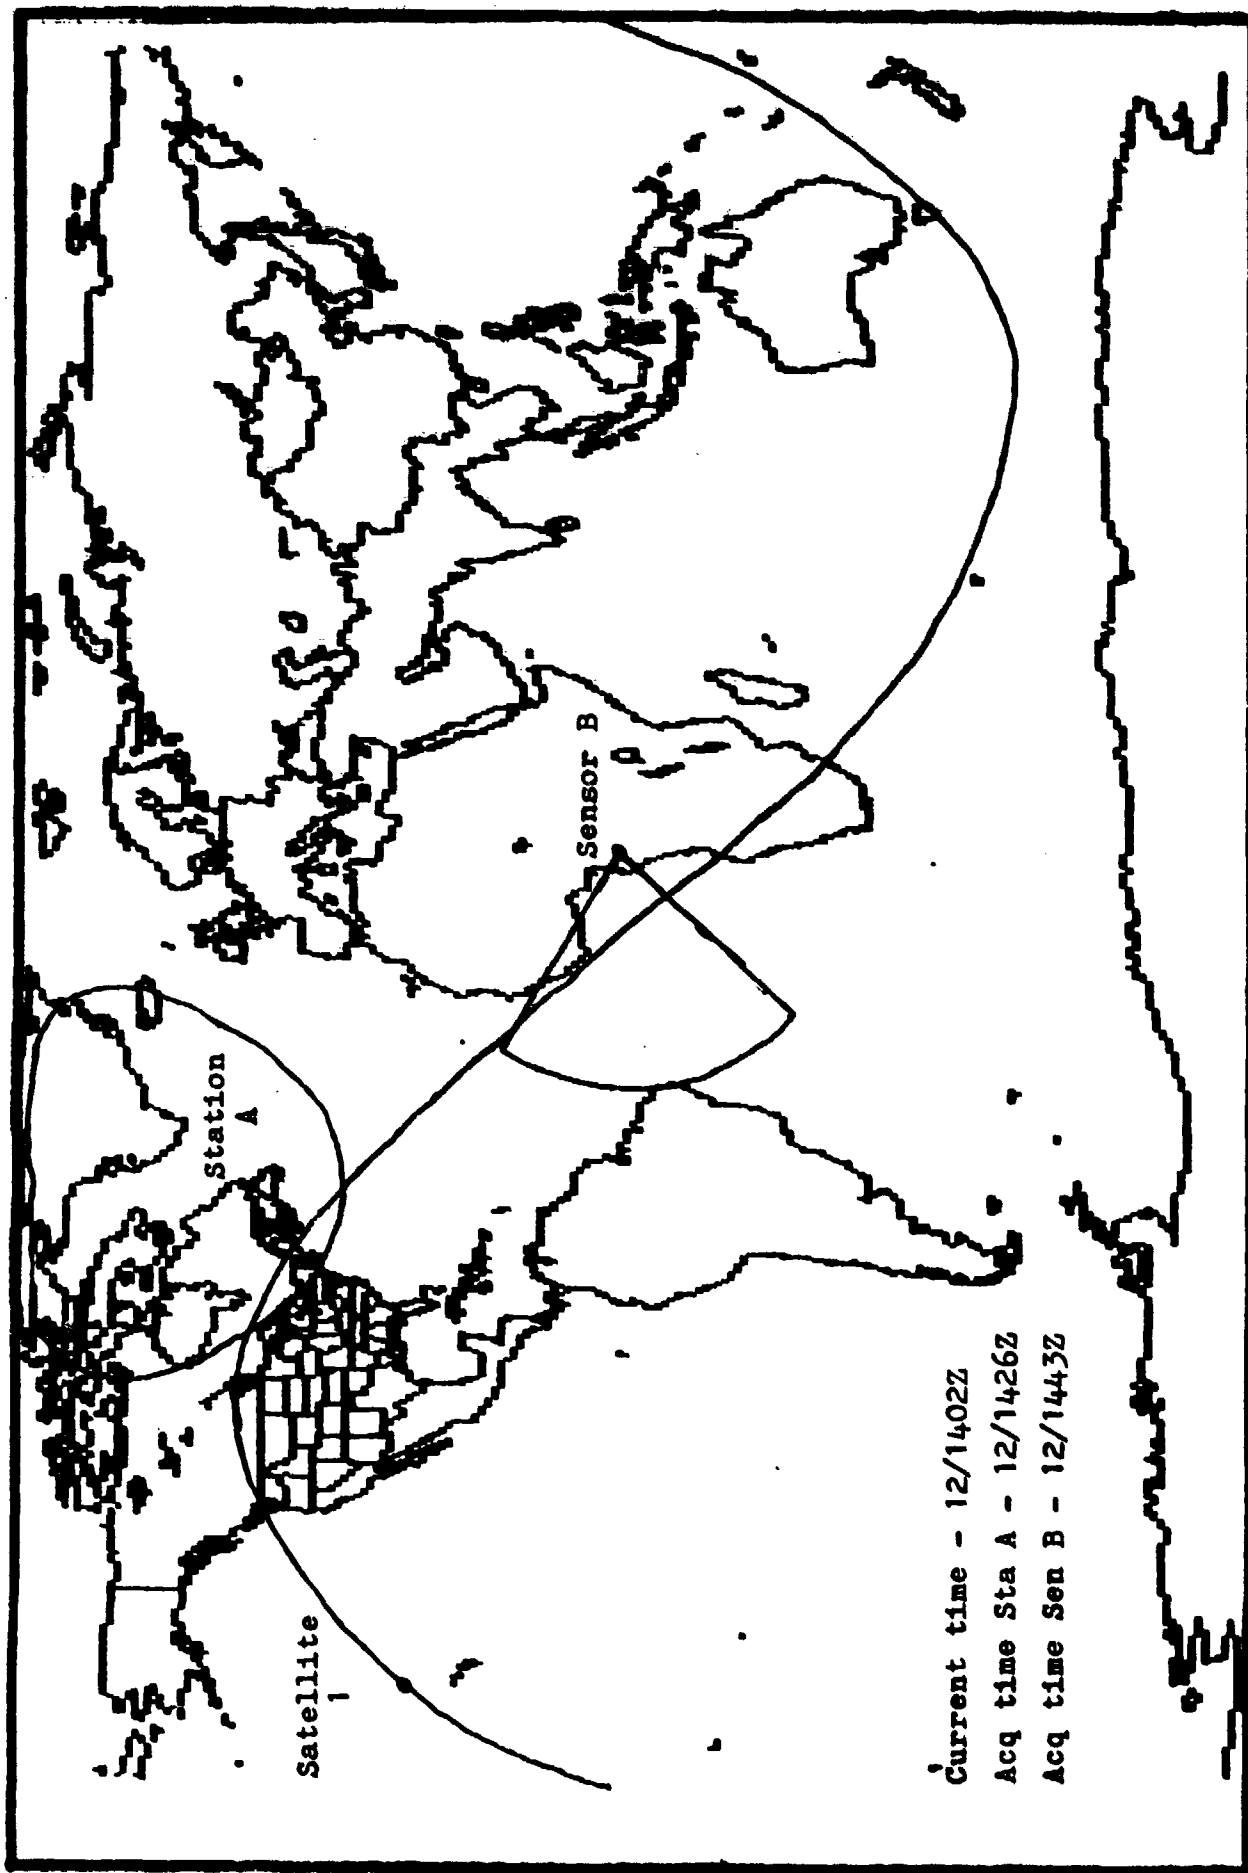 Station
A
Sensor B
Satellite
1
Current time - 12/1402Z
Acq time Sta A - 12/1426Z
Acq time Sen B - 12/1443Z